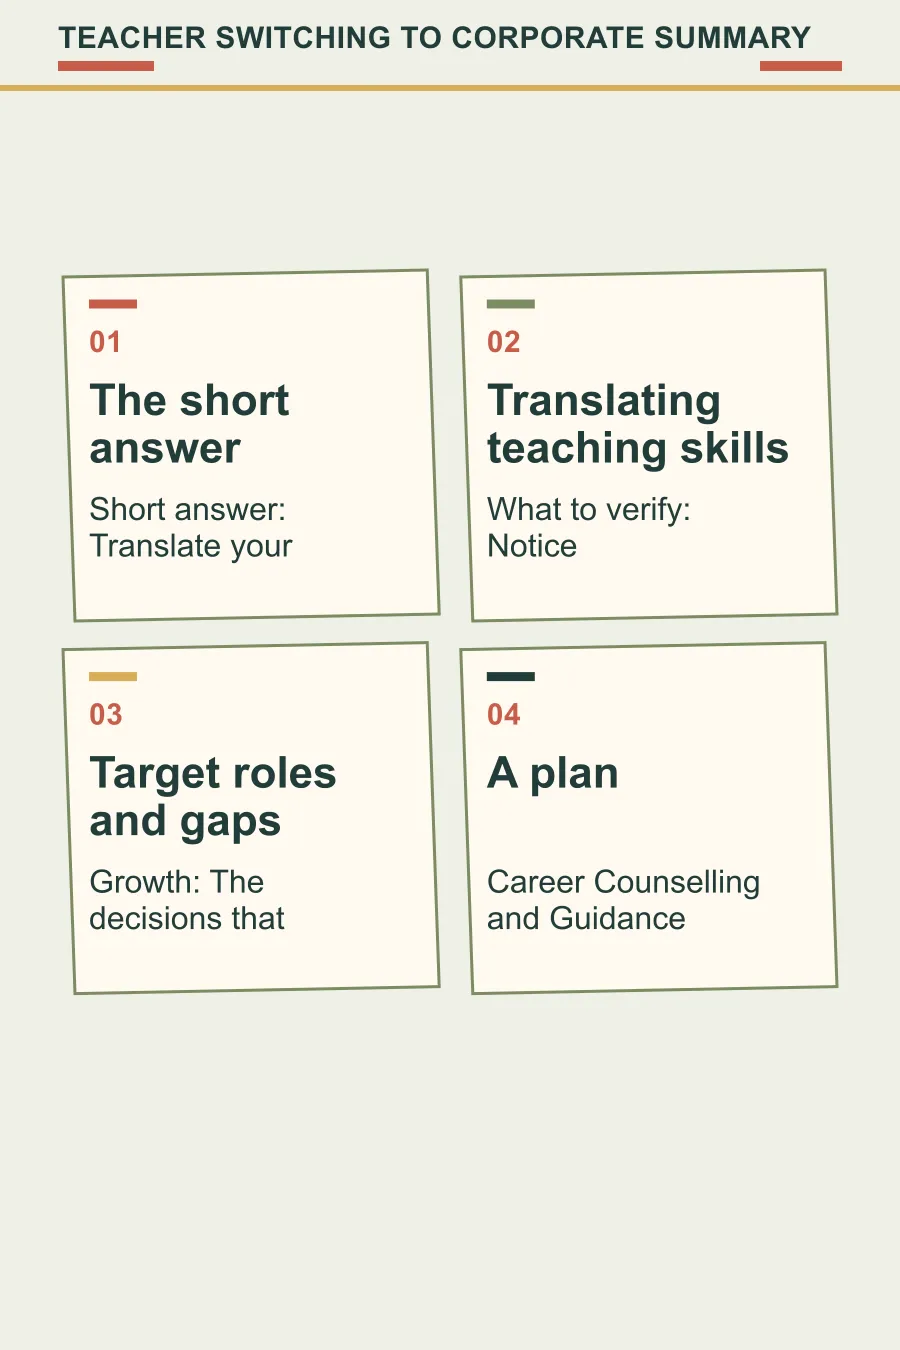 TEACHER SWITCHING TO CORPORATE SUMMARY
01
The short
answer
Short answer:
Translate your
02
Translating
teaching skills
What to verify:
Notice
03
Target roles
and gaps
Growth: The
decisions that
04
A plan
Career Counselling
and Guidance